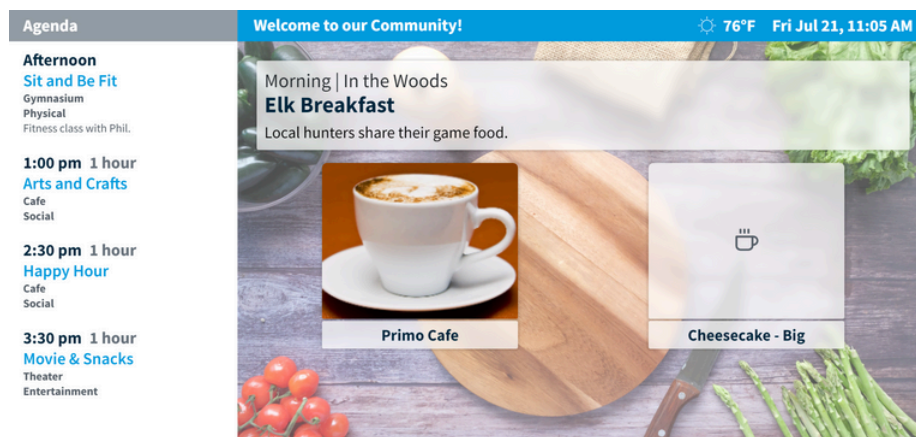 Agenda
Welcome to our Community!
76°F Fri Jul 21, 11:05 AM
Afternoon
Sit and Be Fit
Gymnasium
Physical
Fitness class with Phil.
1:00 pm 1 hour
Arts and Crafts
Cafe
Social
2:30 pm 1 hour
Happy Hour
Cafe
Social
3:30 pm 1 hour
Movie & Snacks
Theater
Entertainment
Morning | In the Woods
Elk Breakfast
Local hunters share their game food.
Primo Cafe
Cheesecake - Big